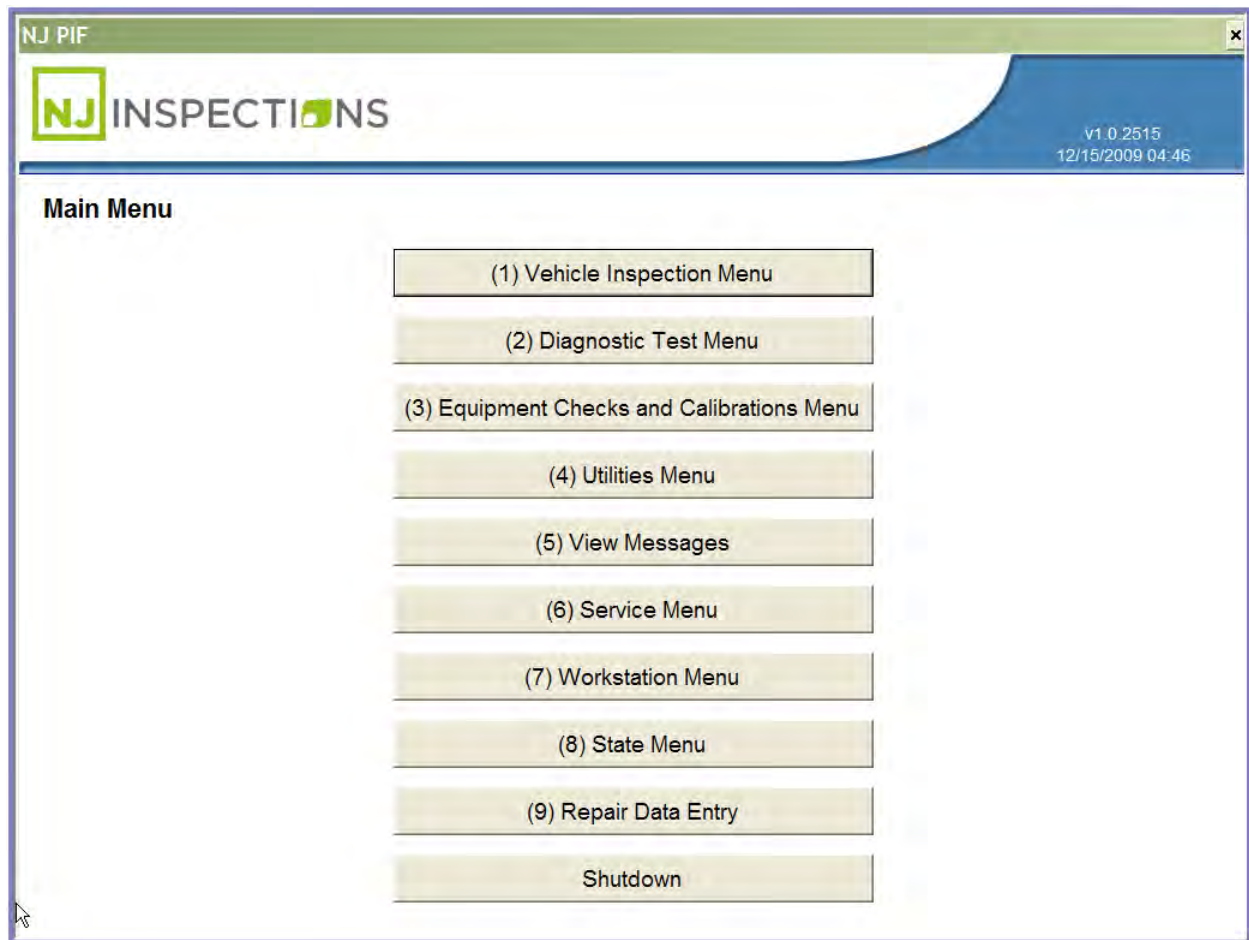 NJ PIF
NJ INSPECTIONS
v1.0.2515
12/15/2009 04:46
Main Menu
(1) Vehicle Inspection Menu
(2) Diagnostic Test Menu
(3) Equipment Checks and Calibrations Menu
(4) Utilities Menu
(5) View Messages
(6) Service Menu
(7) Workstation Menu
(8) State Menu
(9) Repair Data Entry
Shutdown